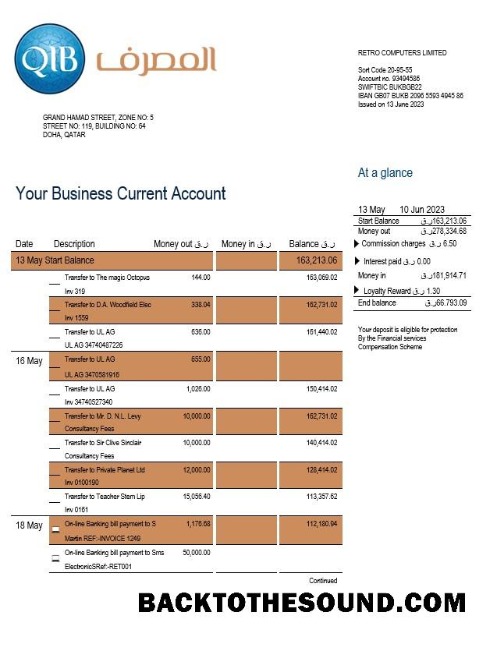 QIB المصرف
RETRO COMPUTERS LIMITED
Sort Code 20-95-55
Account no. 93494586
SWIFTBIC BUKBGB22
IBAN GB07 BUKB 2096 5593 4945 86
Issued on 13 June 2023
GRAND HAMAD STREET, ZONE NO: 5
STREET NO: 119, BUILDING NO: 64
DOHA, QATAR
At a glance
Your Business Current Account
13 May 10 Jun 2023
Start Balance ر.ق163,213.06
Money out ر.ق278,334.68
Commission charges ر.ق 6.50
Interest paid ر.ق 0.00
Money in ر.ق181,914.71
Loyalty Reward ر.ق 1.30
End balance ر.ق66.793.09
Your deposit is eligible for protection
By the Financial services
Compensation Scheme
Date Description Money out ر.ق Money in ر.ق Balance ر.ق
13 May Start Balance 163,213.06
Transfer to The magic Octopus 144.00 163,069.02
Inv 319
Transfer to D.A. Woodfield Elec 338.04 162,731.02
Inv 1559
Transfer to UL AG 636.00 161,440.02
UL AG 34740487226
16 May Transfer to UL AG 655.00
UL AG 3470581916
Transfer to UL AG 1,026.00 150,414.02
Inv 34740527340
Transfer to Mr. D. N.L. Levy 10,000.00 162,731.02
Consultancy Fees
Transfer to Sir Clive Sinclair 10,000.00 140,414.02
Consultancy Fees
Transfer to Private Planet Ltd 12,000.00 128,414.02
Inv 0100190
Transfer to Teacher Stern Lip 15,056.40 113,357.62
Inv 0161
18 May On-line Banking bill payment to S 1,176.68 112,180.94
Martin REF:-INVOICE 1249
On-line Banking bill payment to Sms 50,000.00
ElectronicSRef:-RET001
Continued
BACKTOTHESOUND.COM